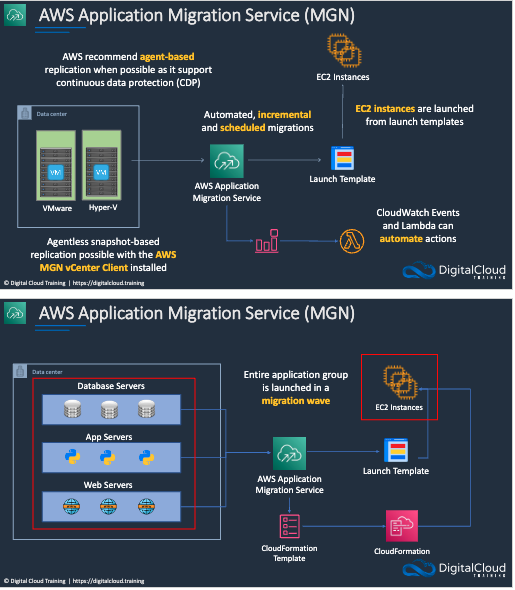 AWS Application Migration Service (MGN)
AWS recommend agent-based
replication when possible as it support
continuous data protection (CDP)
EC2 Instances
Automated, incremental
and scheduled migrations
EC2 instances are launched
from launch templates
Data center
VM
VM
VMware
Hyper-V
AWS Application
Migration Service
Launch Template
Agentless snapshot-based
replication possible with the AWS
MGN vCenter Client installed
CloudWatch Events
and Lambda can
automate actions
© Digital Cloud Training | https://digitalcloud.training
DigitalCloud
TRAINING
AWS Application Migration Service (MGN)
Data center
Database Servers
App Servers
Web Servers
Entire application group
is launched in a
migration wave
EC2 Instances
AWS Application
Migration Service
Launch Template
CloudFormation
Template
CloudFormation
© Digital Cloud Training | https://digitalcloud.training
DigitalCloud
TRAINING